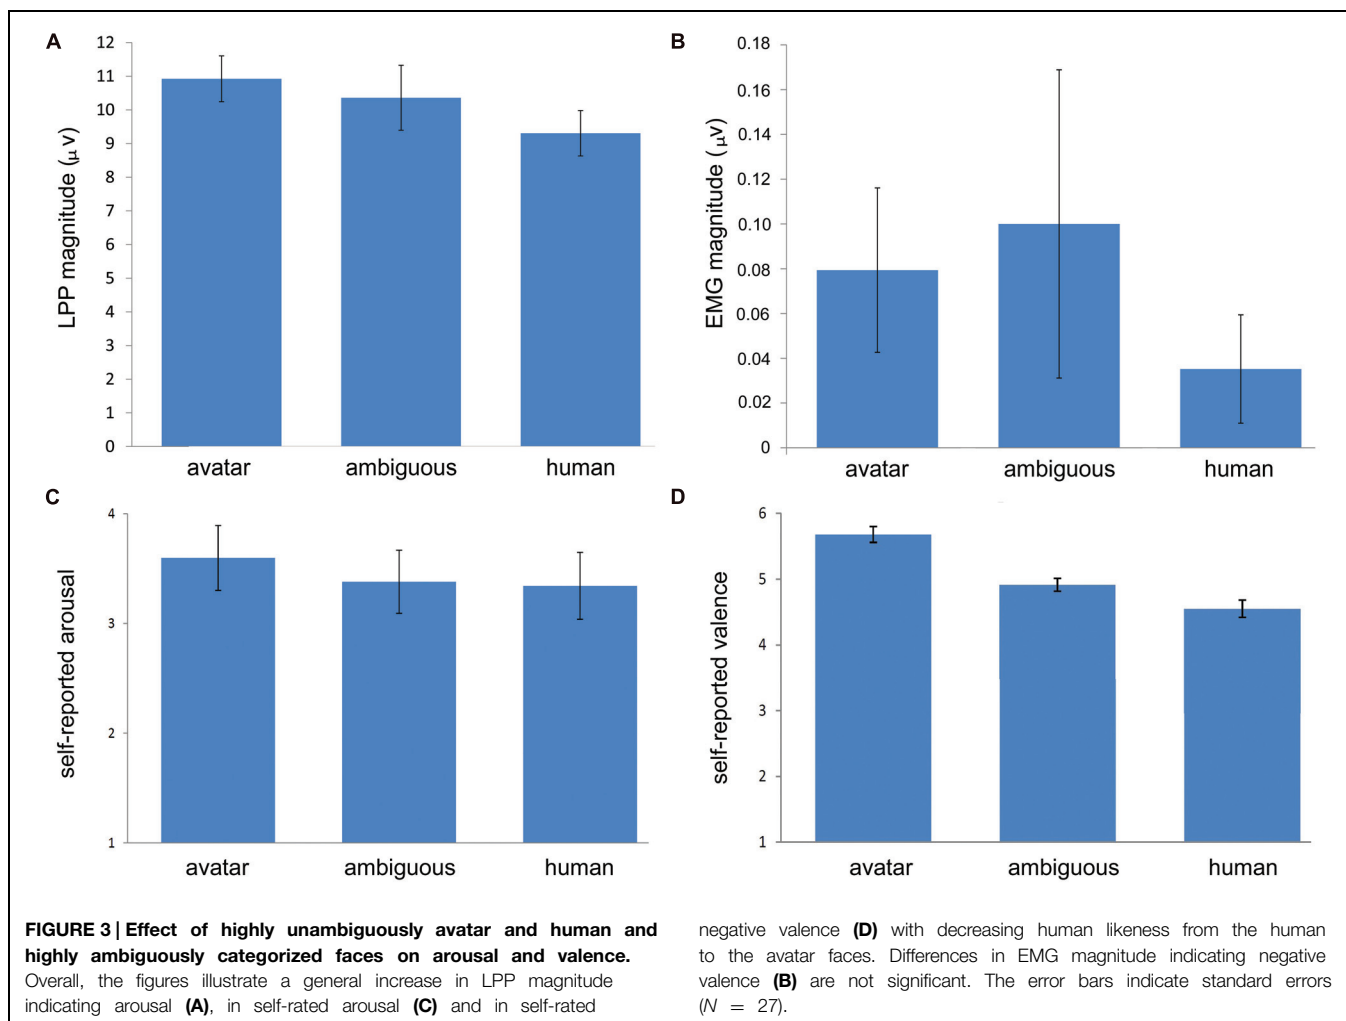 A
12
11
10
9
8
7
6
5
4
3
2
1
0
LPP magnitude (μ v)
avatar ambiguous human
B
0.18
0.16
0.14
0.12
0.10
0.08
0.06
0.04
0.02
0
EMG magnitude (μv)
avatar ambiguous human
C
4
3
2
1
self-reported arousal
avatar ambiguous human
D
6
5
4
3
2
1
self-reported valence
avatar ambiguous human
FIGURE 3 | Effect of highly unambiguously avatar and human and
highly ambiguously categorized faces on arousal and valence.
Overall, the figures illustrate a general increase in LPP magnitude
indicating arousal (A), in self-rated arousal (C) and in self-rated
negative valence (D) with decreasing human likeness from the human
to the avatar faces. Differences in EMG magnitude indicating negative
valence (B) are not significant. The error bars indicate standard errors
(N = 27).